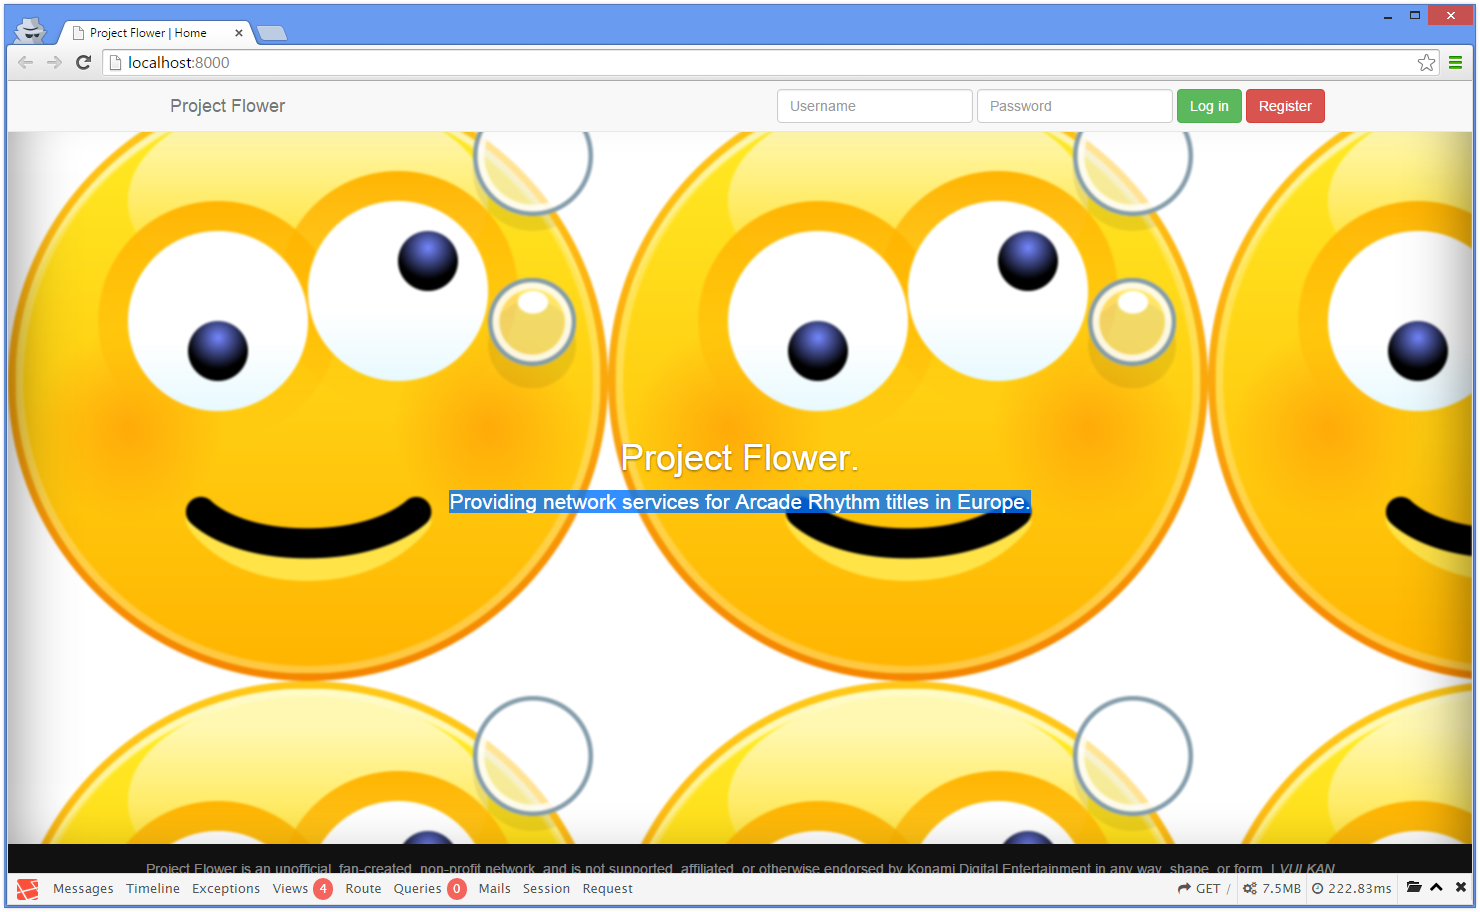 Project Flower | Home
localhost:8000
Project Flower
Username
Password
Log in
Register
Project Flower.
Providing network services for Arcade Rhythm titles in Europe.
Project Flower is an unofficial, fan-created, non-profit network, and is not supported, affiliated, or otherwise endorsed by Konami Digital Entertainment in any way, shape, or form. | VULKAN
Messages Timeline Exceptions Views 4 Route Queries 0 Mails Session Request GET / 7.5MB 222.83ms